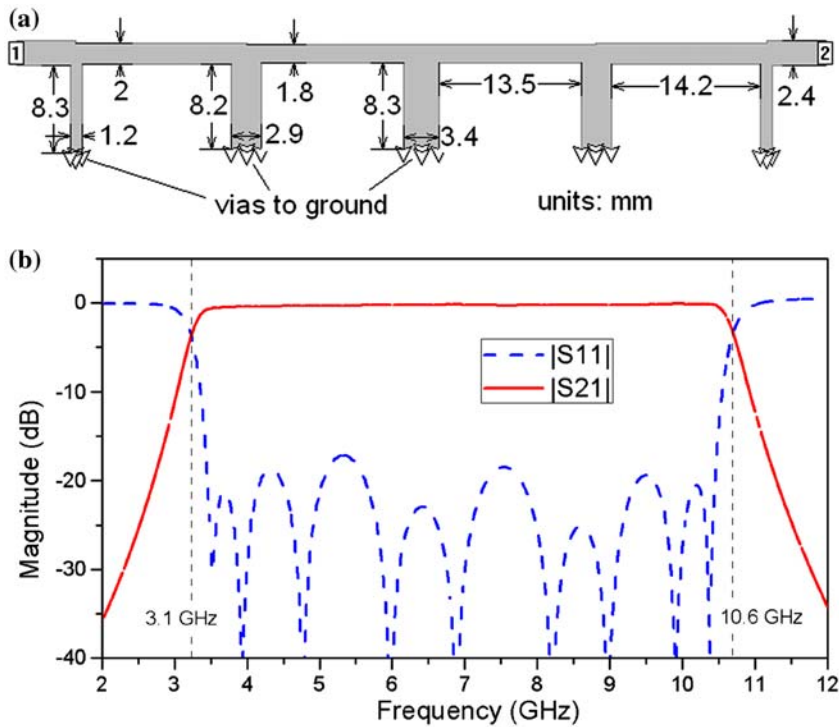 (a)
1
2
8.3
2
1.2
8.2
2.9
1.8
8.3
3.4
13.5
14.2
2.4
vias to ground
units: mm
(b)
0
-10
-20
-30
-40
Magnitude (dB)
|S11|
|S21|
3.1 GHz
10.6 GHz
2 3 4 5 6 7 8 9 10 11 12
Frequency (GHz)